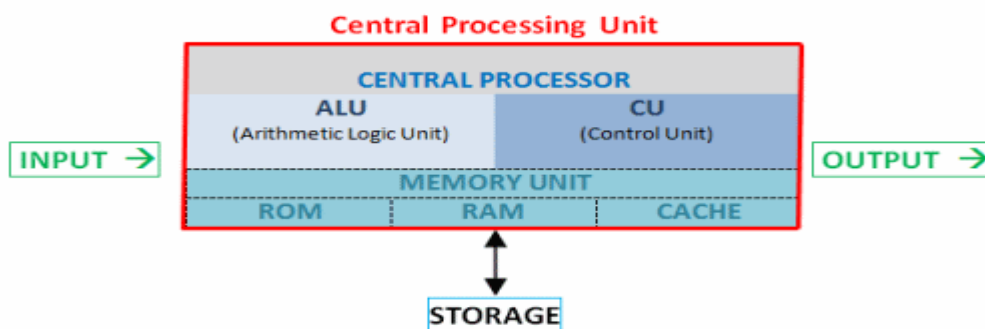 Central Processing Unit
CENTRAL PROCESSOR
ALU CU
(Arithmetic Logic Unit) (Control Unit)
INPUT → OUTPUT →
MEMORY UNIT
ROM RAM CACHE
STORAGE